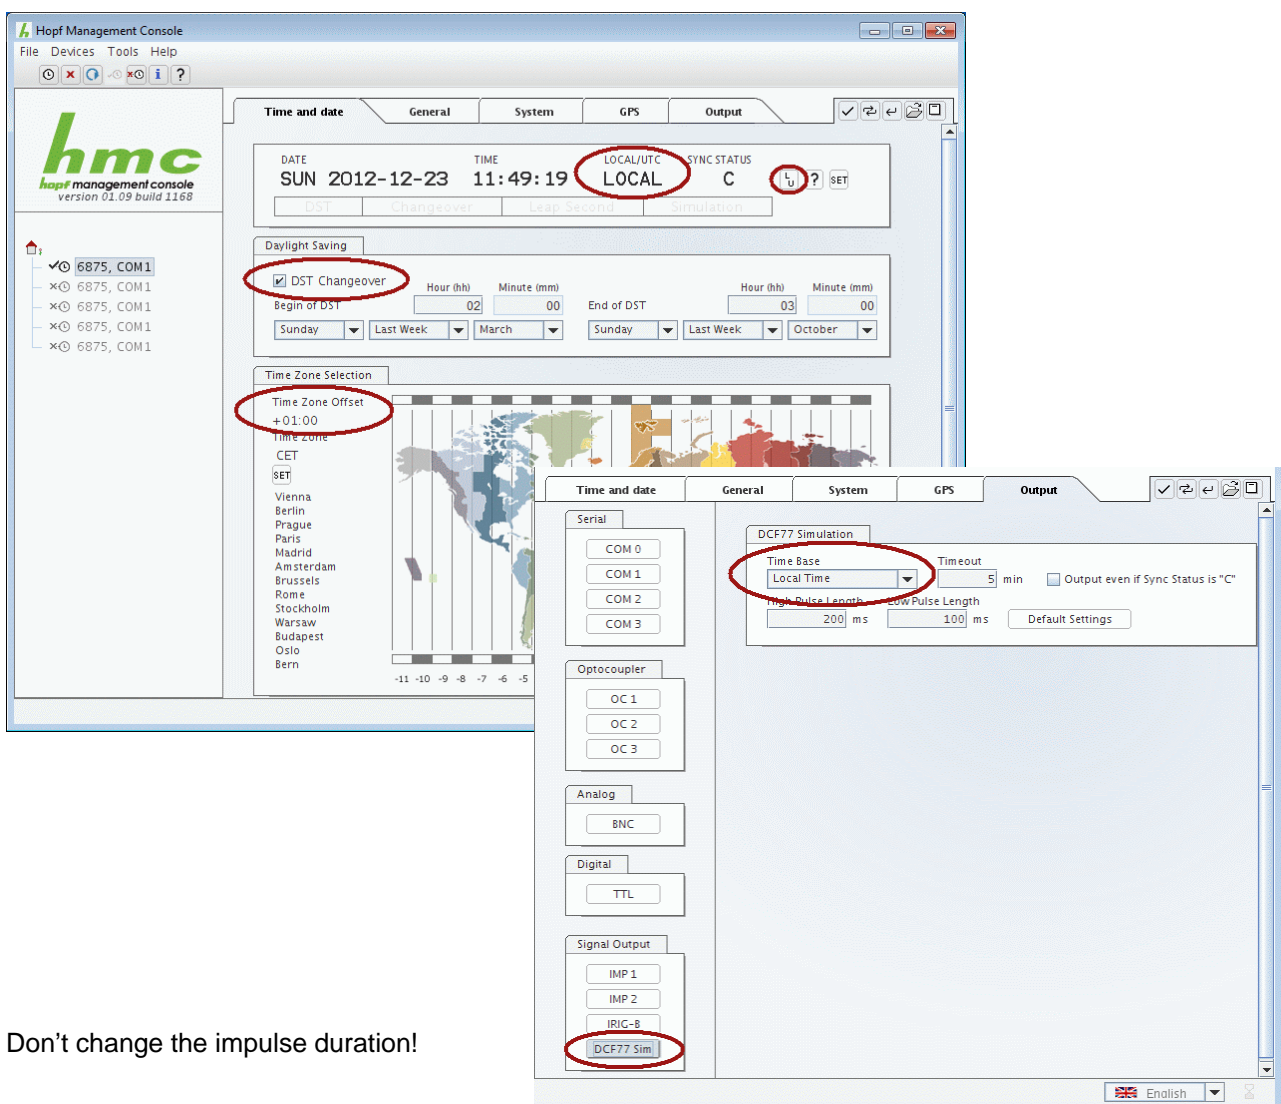 Hopf Management Console
File Devices Tools Help
Time and date General System GPS Output
hmc
hopf management console
version 01.09 build 1168
DATE TIME LOCAL/UTC SYNC STATUS
SUN 2012-12-23 11:49:19 LOCAL C L U ? SET
DST Changeover Leap Second Simulation
6875, COM1
6875, COM1
6875, COM1
6875, COM1
6875, COM1
Daylight Saving
DST Changeover
Hour (hh) Minute (mm) Hour (hh) Minute (mm)
Begin of DST 02 00 End of DST 03 00
Sunday Last Week March Sunday Last Week October
Time Zone Selection
Time Zone Offset
+01:00
Time Zone
CET
SET
Vienna
Berlin
Prague
Paris
Madrid
Amsterdam
Brussels
Rome
Stockholm
Warsaw
Budapest
Oslo
Bern
-11 -10 -9 -8 -7 -6 -5
Time and date General System GPS Output
Serial
COM 0
COM 1
COM 2
COM 3
Optocoupler
OC 1
OC 2
OC 3
Analog
BNC
Digital
TTL
Signal Output
IMP 1
IMP 2
IRIG-B
DCF77 Sim
DCF77 Simulation
Time Base Timeout
Local Time 5 min Output even if Sync Status is "C"
High Pulse Length Low Pulse Length
200 ms 100 ms Default Settings
English
Don't change the impulse duration!